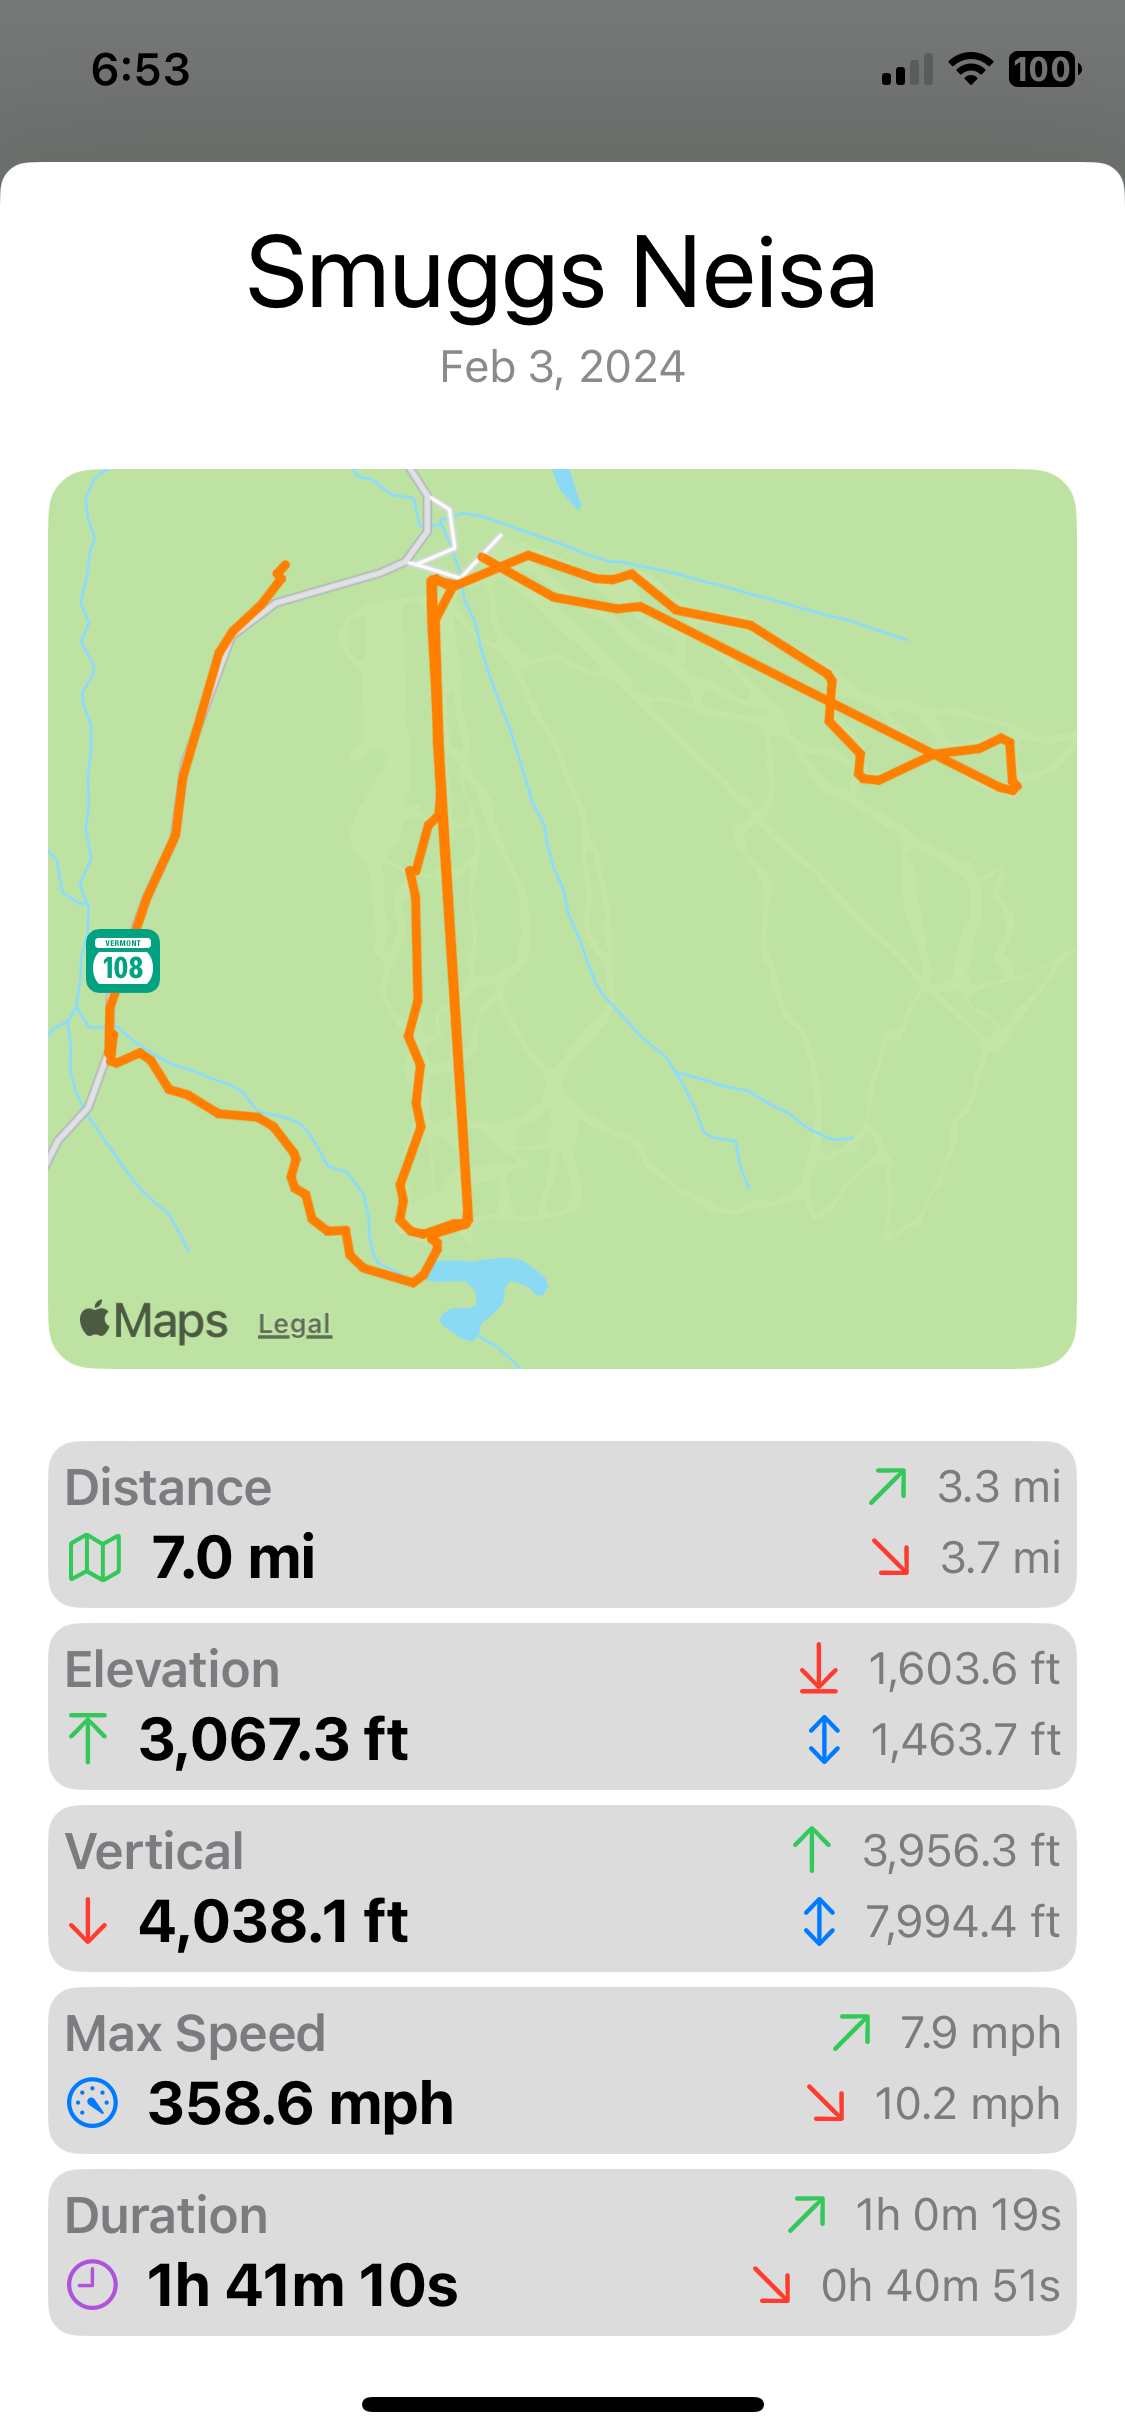 6:53
100
Smuggs Neisa
Feb 3, 2024
VERMONT
108
Maps Legal
Distance
3.3 mi
7.0 mi
3.7 mi
Elevation
1,603.6 ft
3,067.3 ft
1,463.7 ft
Vertical
3,956.3 ft
4,038.1 ft
7,994.4 ft
Max Speed
7.9 mph
358.6 mph
10.2 mph
Duration
1h 0m 19s
1h 41m 10s
0h 40m 51s